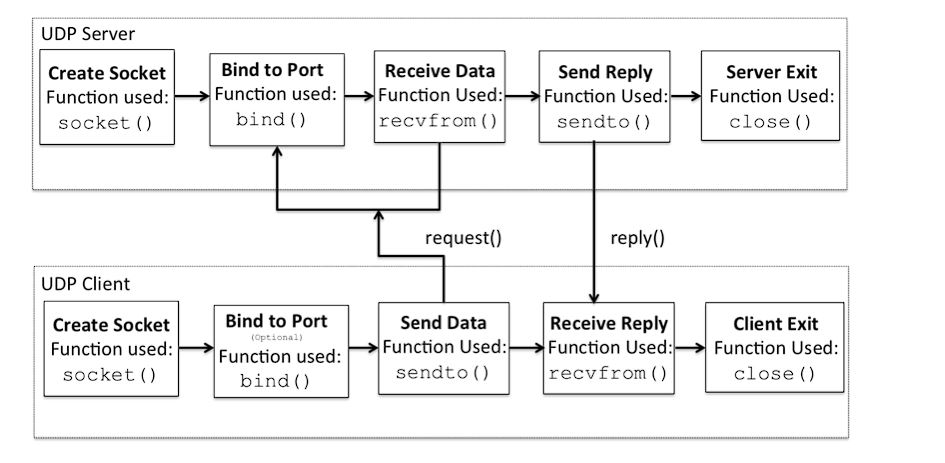 UDP Server
Create Socket
Function used:
socket()
Bind to Port
Function used:
bind()
Receive Data
Function Used:
recvfrom()
Send Reply
Function Used:
sendto()
Server Exit
Function Used:
close()
request()
reply()
UDP Client
Create Socket
Function used:
socket()
Bind to Port
(Optional)
Function used:
bind()
Send Data
Function Used:
sendto()
Receive Reply
Function Used:
recvfrom()
Client Exit
Function Used:
close()